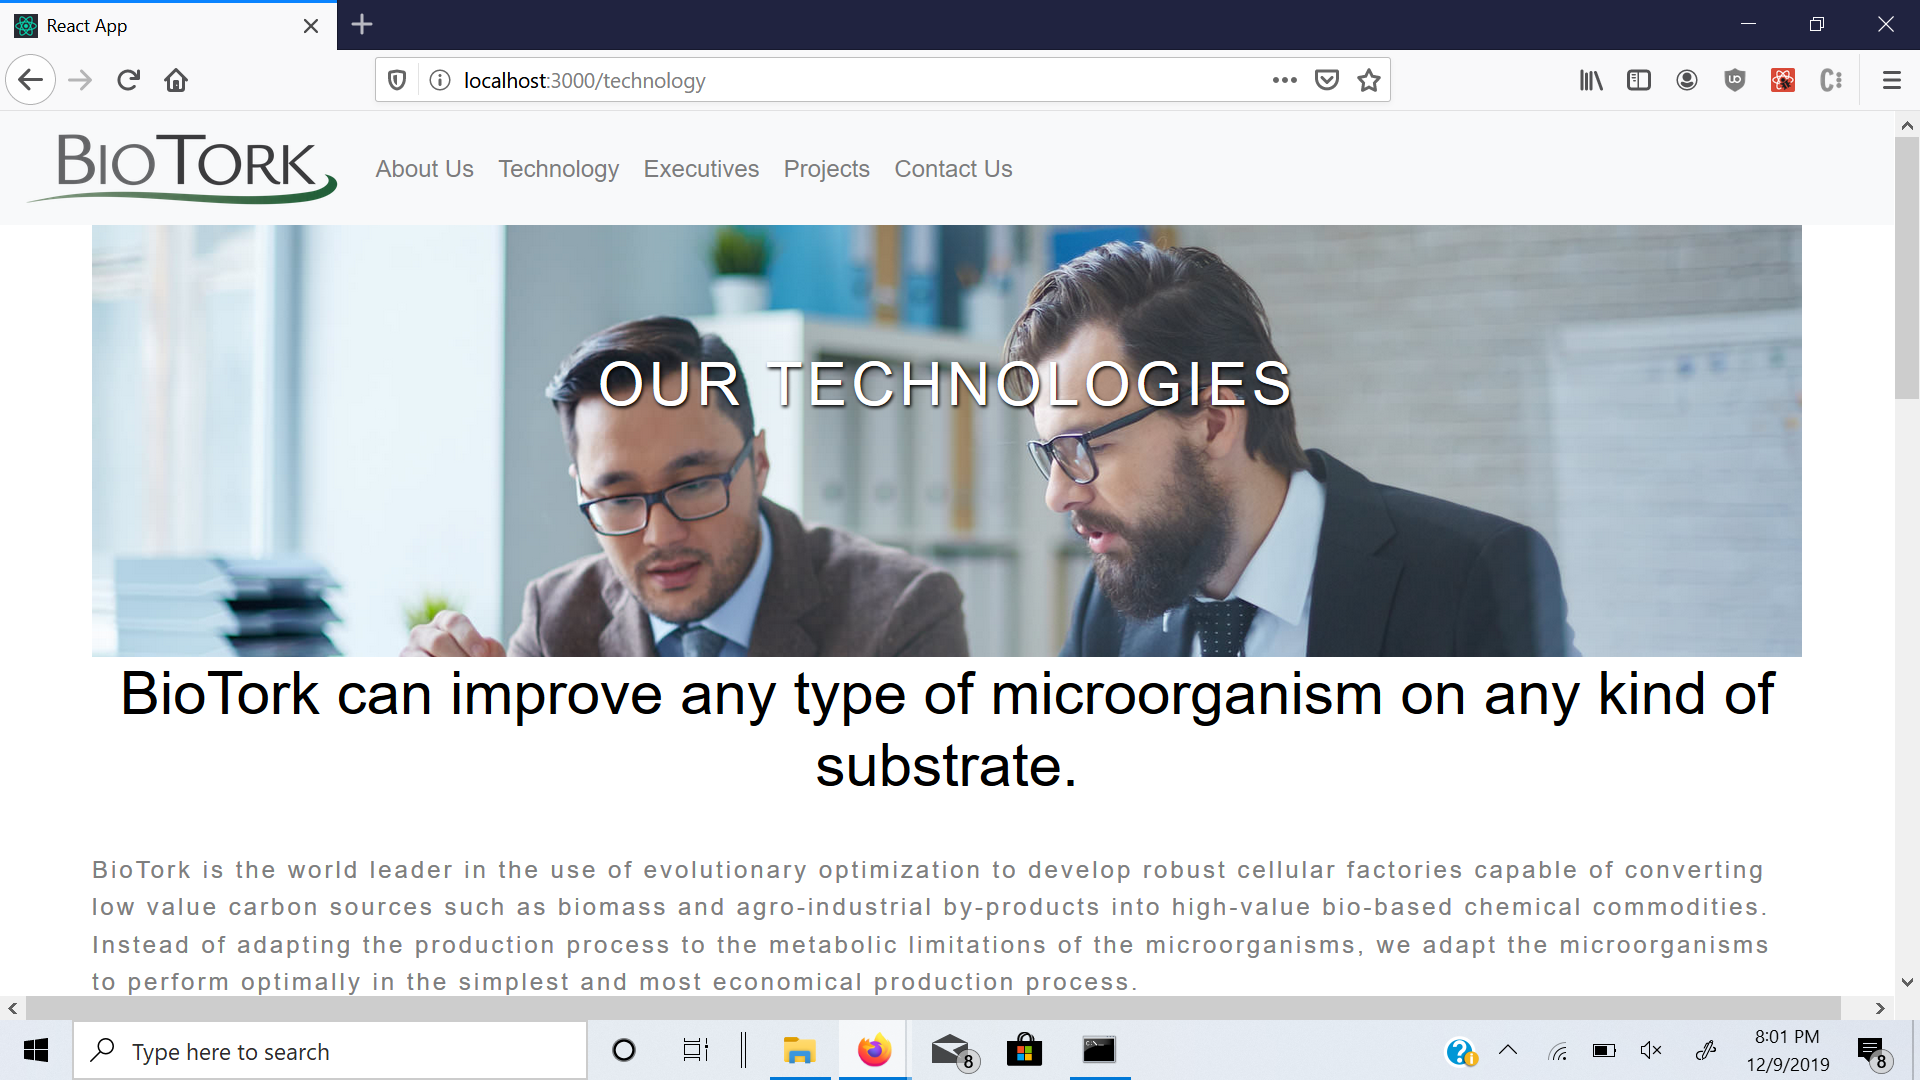 React App
localhost:3000/technology
BIOTORK
About Us Technology Executives Projects Contact Us
OUR TECHNOLOGIES
BioTork can improve any type of microorganism on any kind of
substrate.
BioTork is the world leader in the use of evolutionary optimization to develop robust cellular factories capable of converting
low value carbon sources such as biomass and agro-industrial by-products into high-value bio-based chemical commodities.
Instead of adapting the production process to the metabolic limitations of the microorganisms, we adapt the microorganisms
to perform optimally in the simplest and most economical production process.
Type here to search
8
8:01 PM
12/9/2019
8